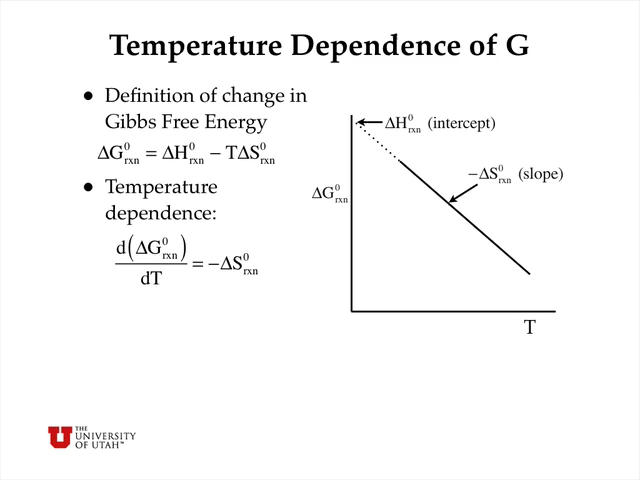 Temperature Dependence of G
• Definition of change in
Gibbs Free Energy
ΔG⁰rxn = ΔH⁰rxn − TΔS⁰rxn
• Temperature
dependence:
d(ΔG⁰rxn)
dT
= −ΔS⁰rxn
ΔH⁰rxn (intercept)
−ΔS⁰rxn (slope)
ΔG⁰rxn
T
U
THE
UNIVERSITY
OF UTAH™